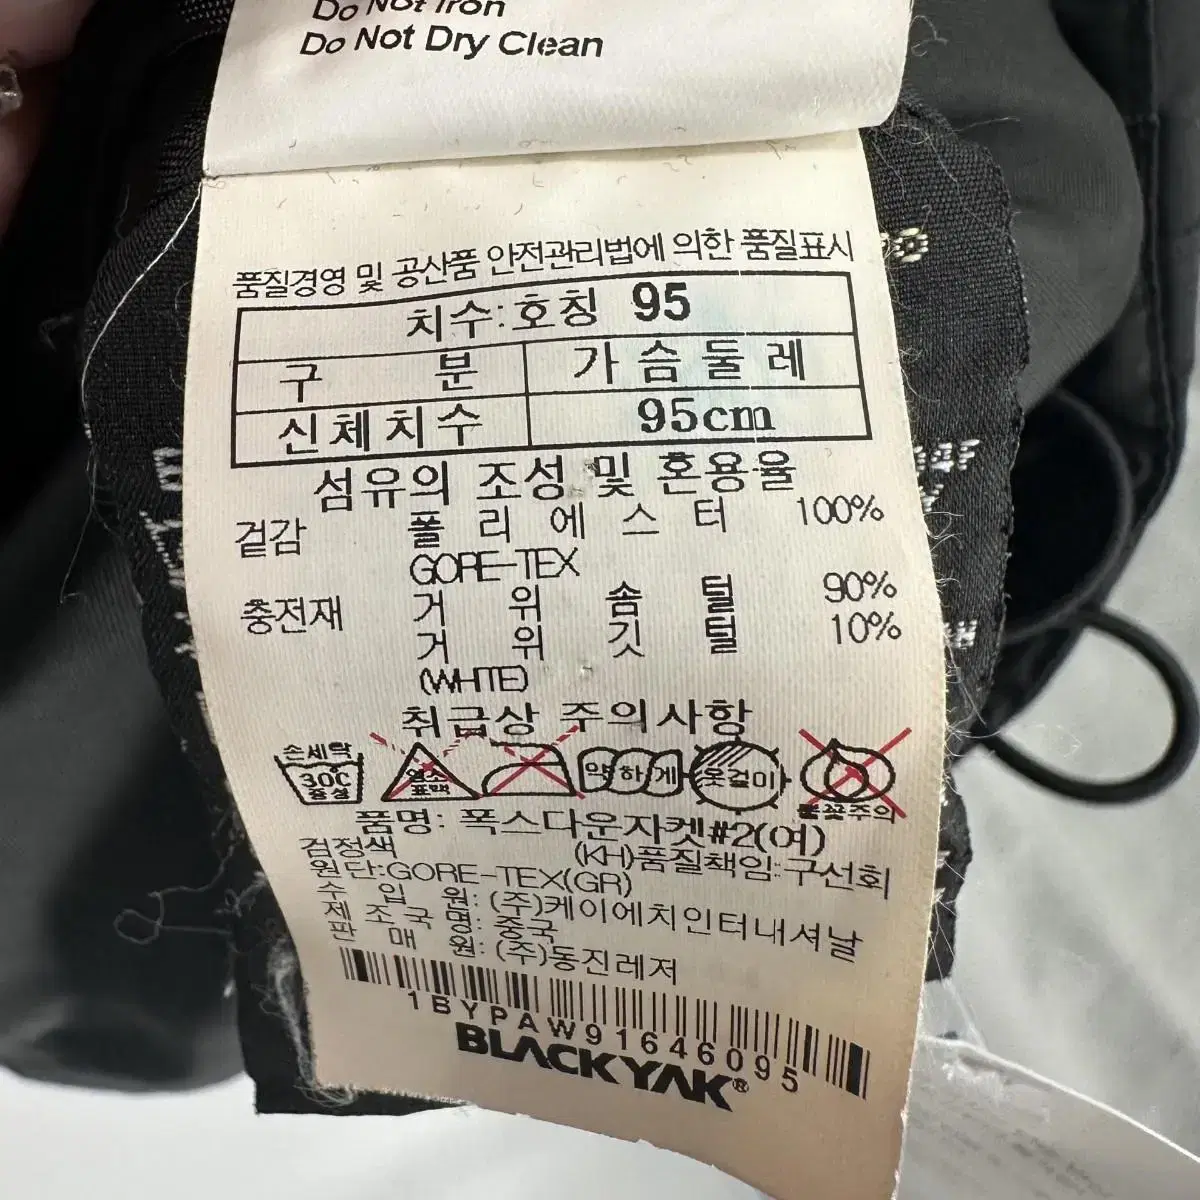 Do Not Iron
Do Not Dry Clean
품질경영 및 공산품 안전관리법에 의한 품질표시
치수:호칭 95
구 분 가슴둘레
신체치수 95cm
섬유의 조성 및 혼용율
겉감 폴리에스터 100%
GORE-TEX
충전재 거위솜털 90%
거위깃털 10%
(WHITE)
취급상 주의사항
손세탁 30C 중성 염소 표백 약하게 옷걸이 불꽃주의
품명: 폭스다운자켓#2(여)
검정색 (KH)품질책임:구선회
원단:GORE-TEX(GR)
수입원: (주)케이에치인터내셔날
제조국명: 중국
판매원: (주)동진레저
1BYPAW91646095
BLACKYAK®